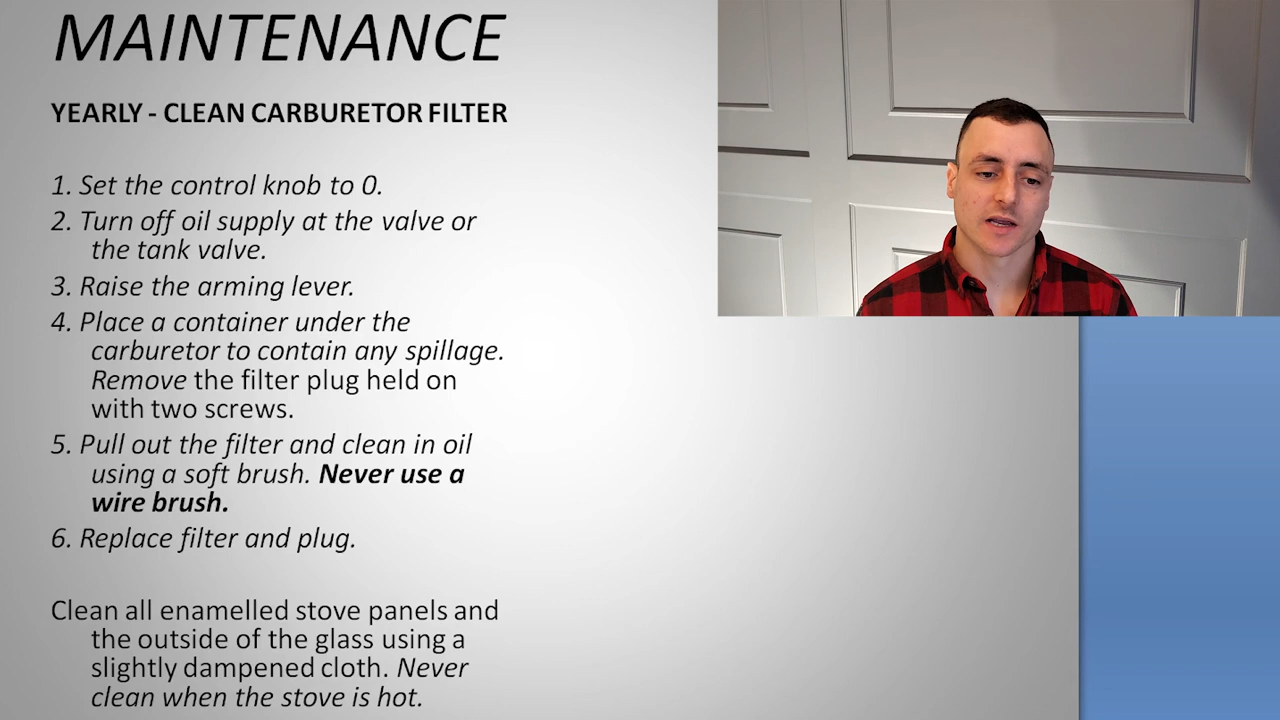 MAINTENANCE
YEARLY - CLEAN CARBURETOR FILTER
1. Set the control knob to 0.
2. Turn off oil supply at the valve or
the tank valve.
3. Raise the arming lever.
4. Place a container under the
carburetor to contain any spillage.
Remove the filter plug held on
with two screws.
5. Pull out the filter and clean in oil
using a soft brush. Never use a
wire brush.
6. Replace filter and plug.
Clean all enamelled stove panels and
the outside of the glass using a
slightly dampened cloth. Never
clean when the stove is hot.